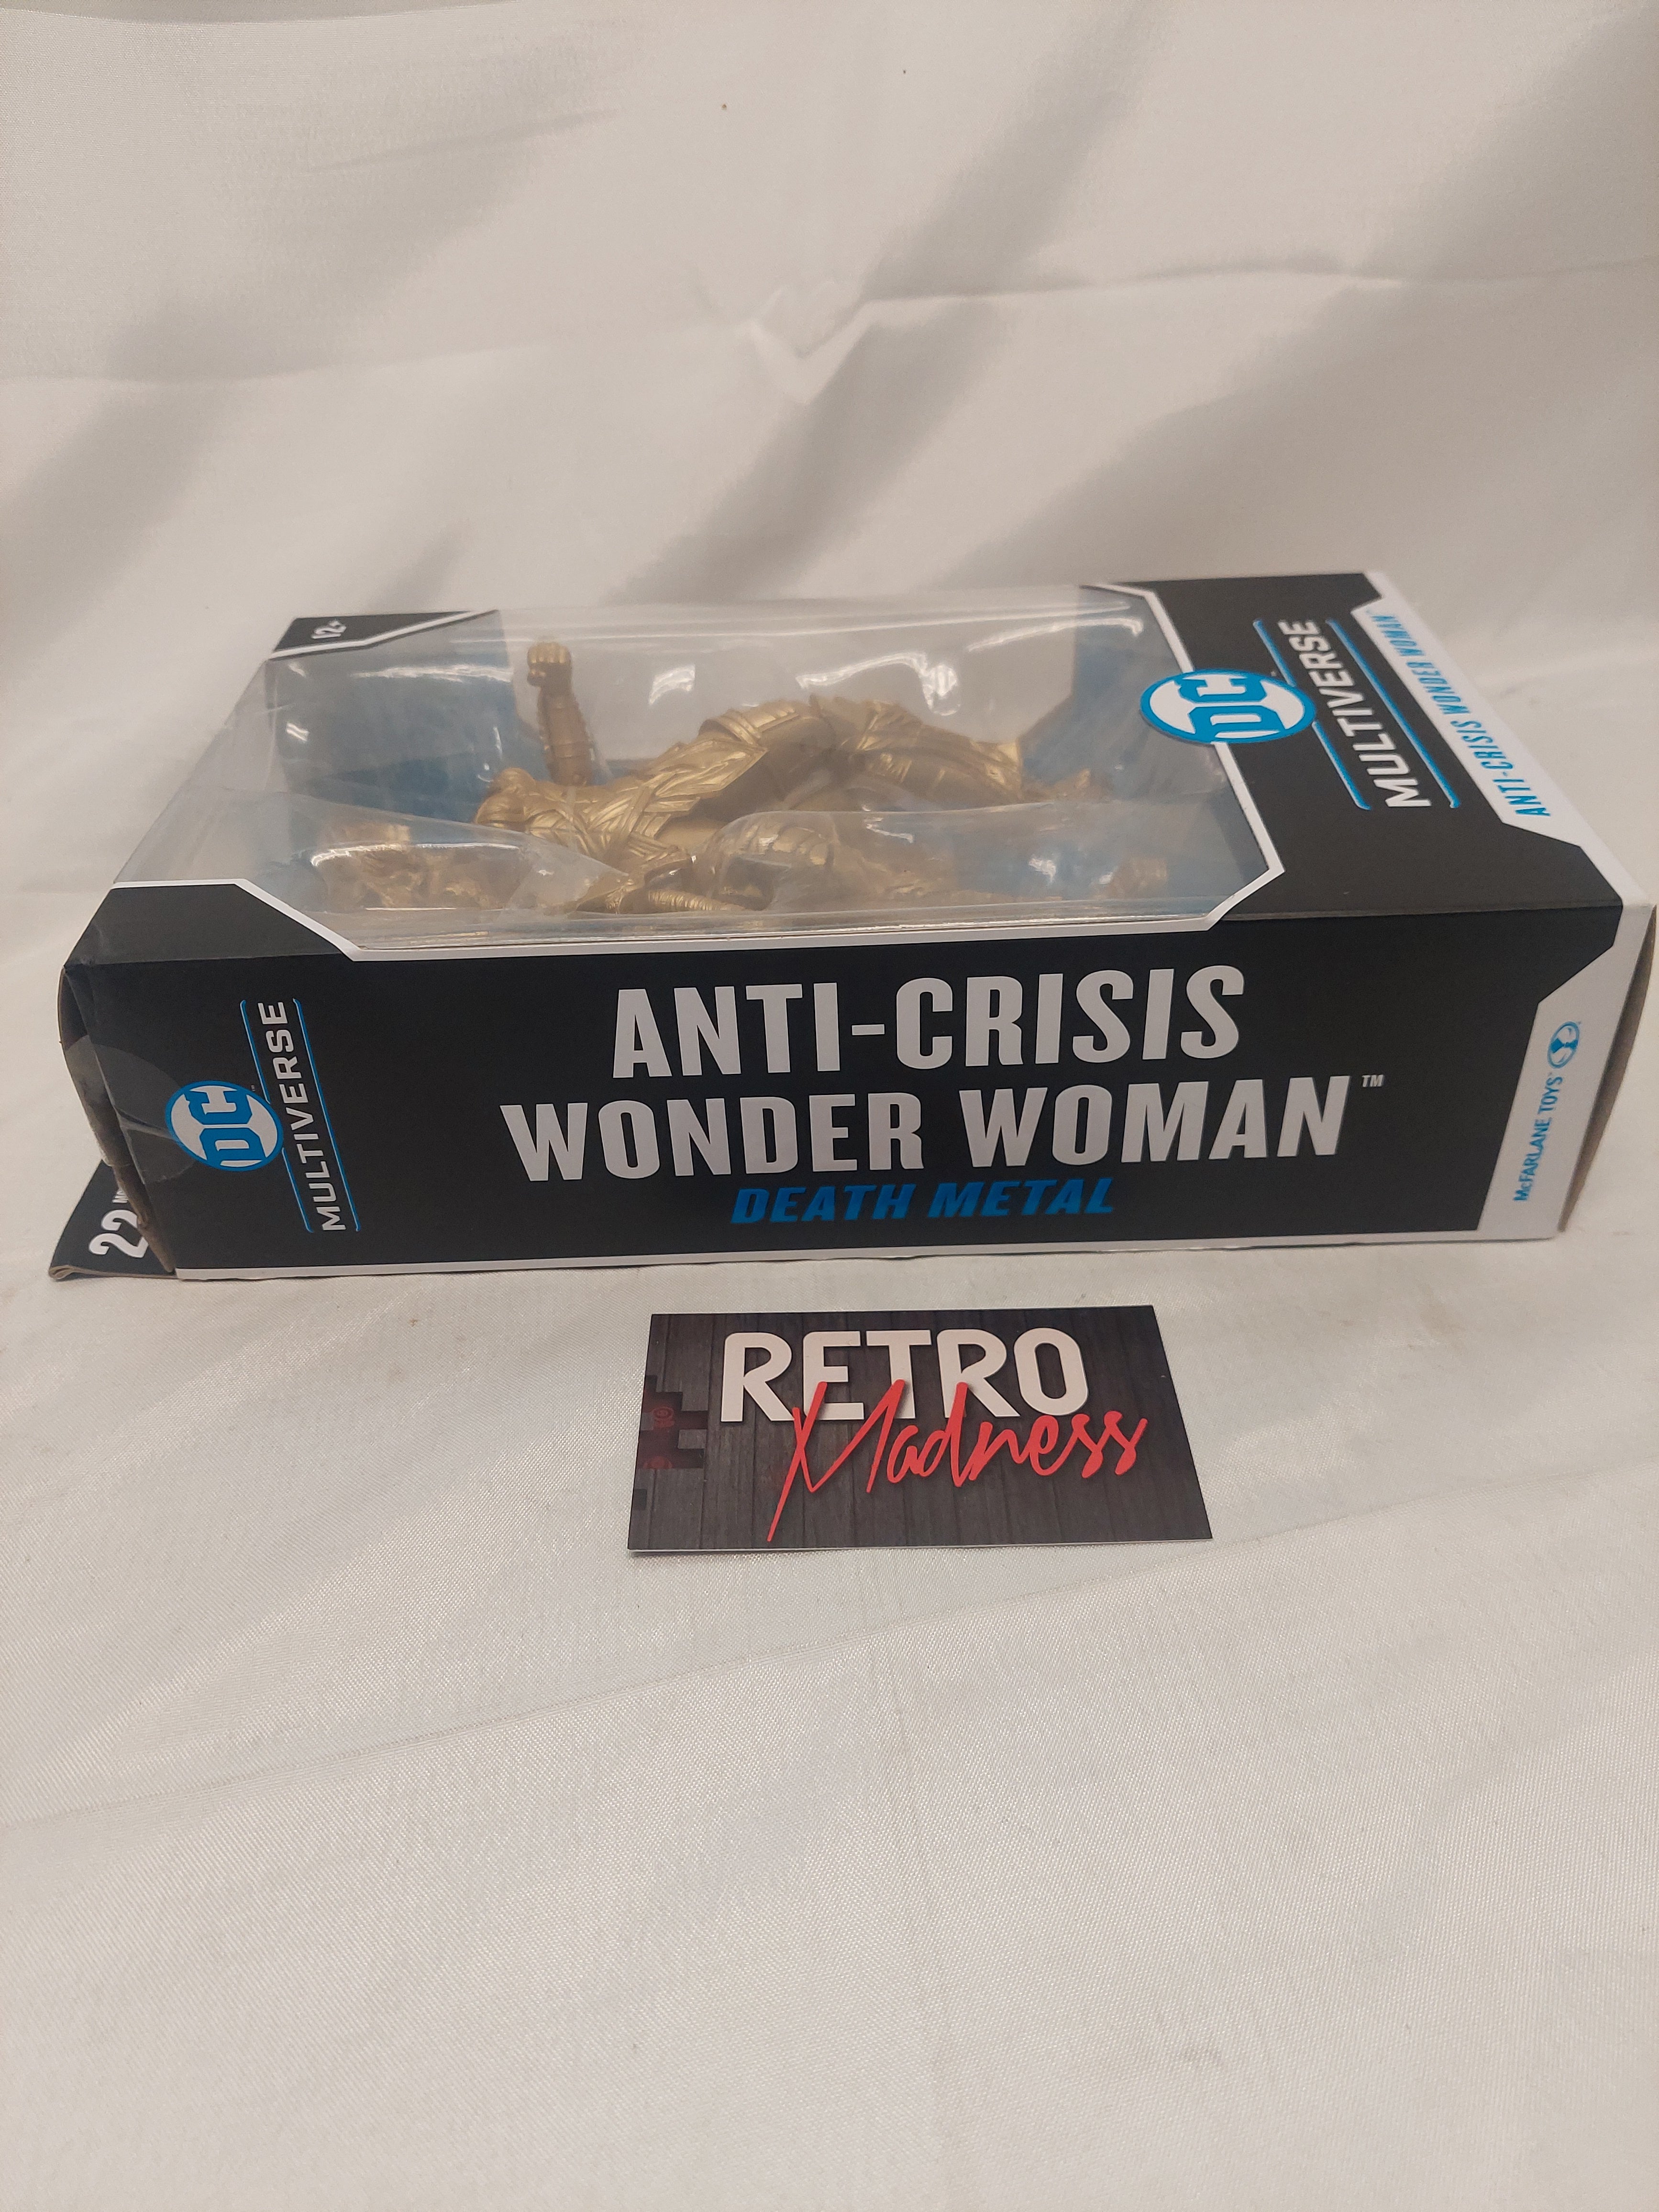 12+
DC
MULTIVERSE
ANTI-CRISIS WONDER WOMAN™
DC
MULTIVERSE
ANTI-CRISIS
WONDER WOMAN™
DEATH METAL
McFARLANE TOYS
22
RETRO
Madness